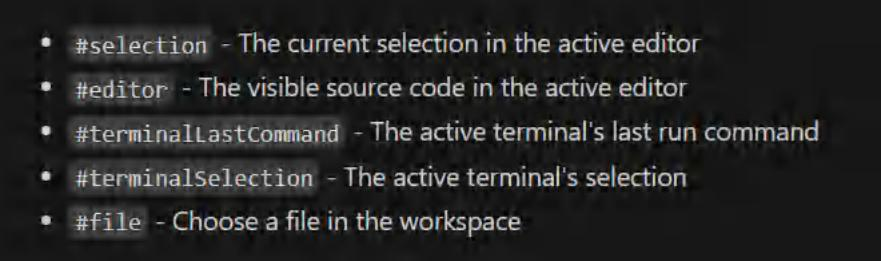 • #selection - The current selection in the active editor
• #editor - The visible source code in the active editor
• #terminalLastCommand - The active terminal's last run command
• #terminalSelection - The active terminal's selection
• #file - Choose a file in the workspace